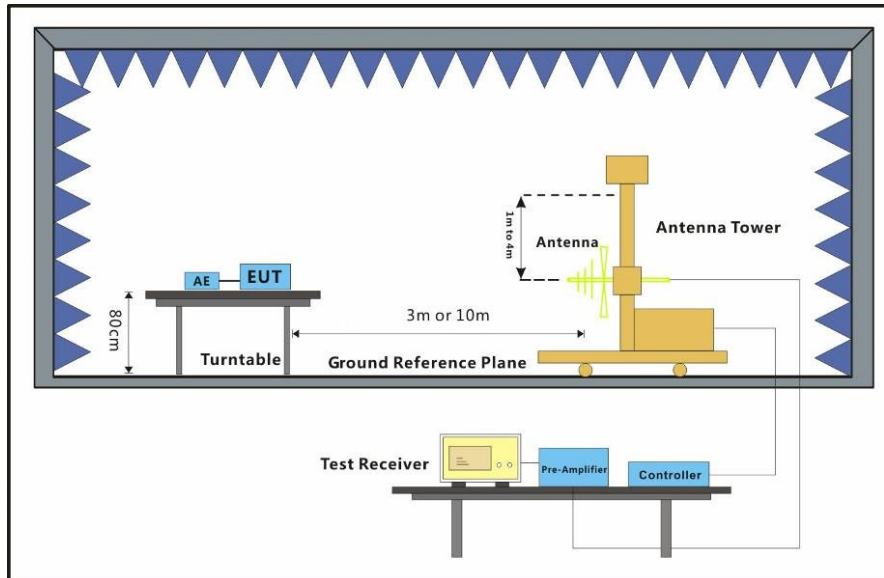 1m to 4m
Antenna
Antenna Tower
AE
EUT
80cm
3m or 10m
Turntable
Ground Reference Plane
Test Receiver
Pre-Amplifier
Controller